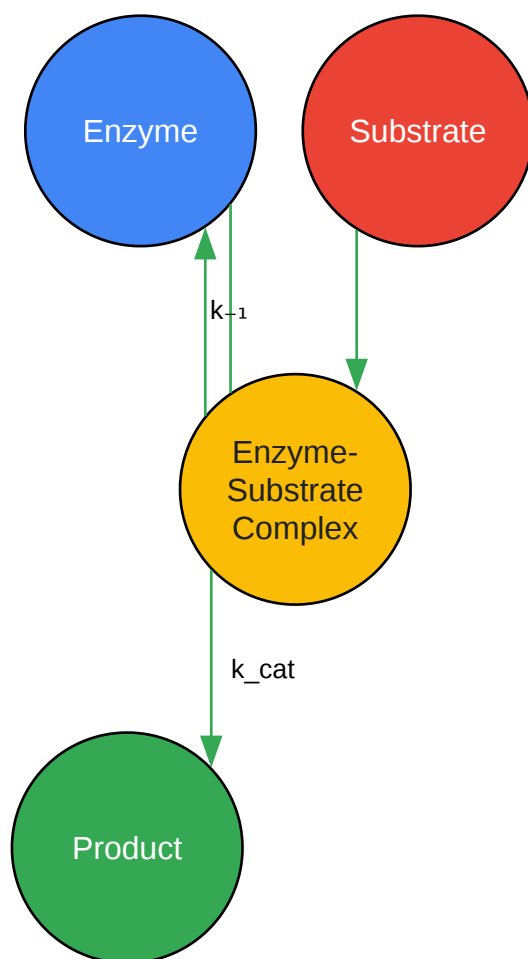 Enzyme
Substrate
k₋₁
Enzyme-
Substrate
Complex
k_cat
Product